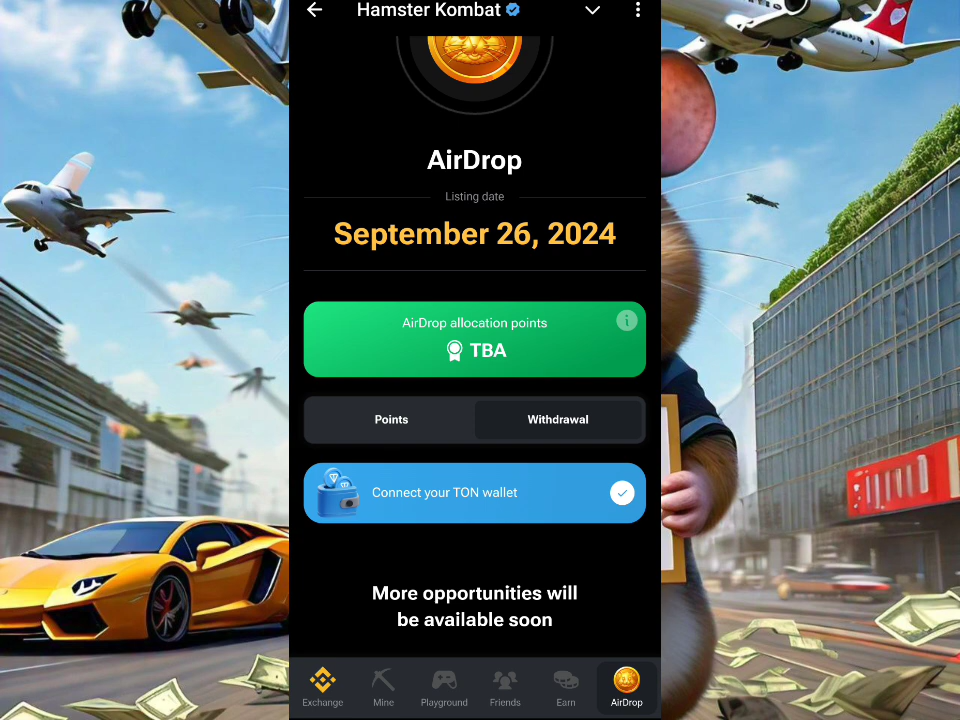 Hamster Kombat
AirDrop
Listing date
September 26, 2024
AirDrop allocation points
TBA
Points
Withdrawal
Connect your TON wallet
More opportunities will
be available soon
Exchange
Mine
Playground
Friends
Earn
AirDrop